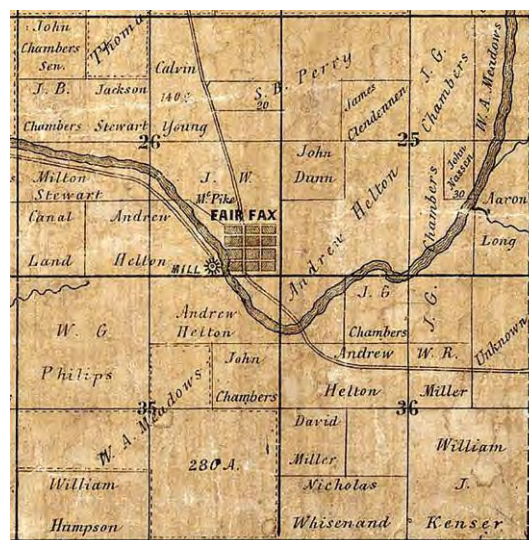 John
Chambers
Sen.
Thoma
Calvin
140
Young
J. B.
Chambers
Jackson
Stewart
S. B. Perry
20
James
Clendennen
J. G.
Chambers
W. A. Meadows
26
25
Milton
Stewart
J. W.
Mc Pike
FAIR FAX
John
Dunn
Andrew Helton
Chambers
John
30
Aaron
Long
Canal
Land
Andrew
Helton
MILL
W. G.
Philips
Andrew
Helton
J. G
Chambers
J. G.
Unknown
John
Chambers
Andrew
Helton
W. R.
Miller
W. A. Meadows
35
36
David
Miller
William
J.
Kenser
280 A.
William
Humpson
Nicholas
Whisenand